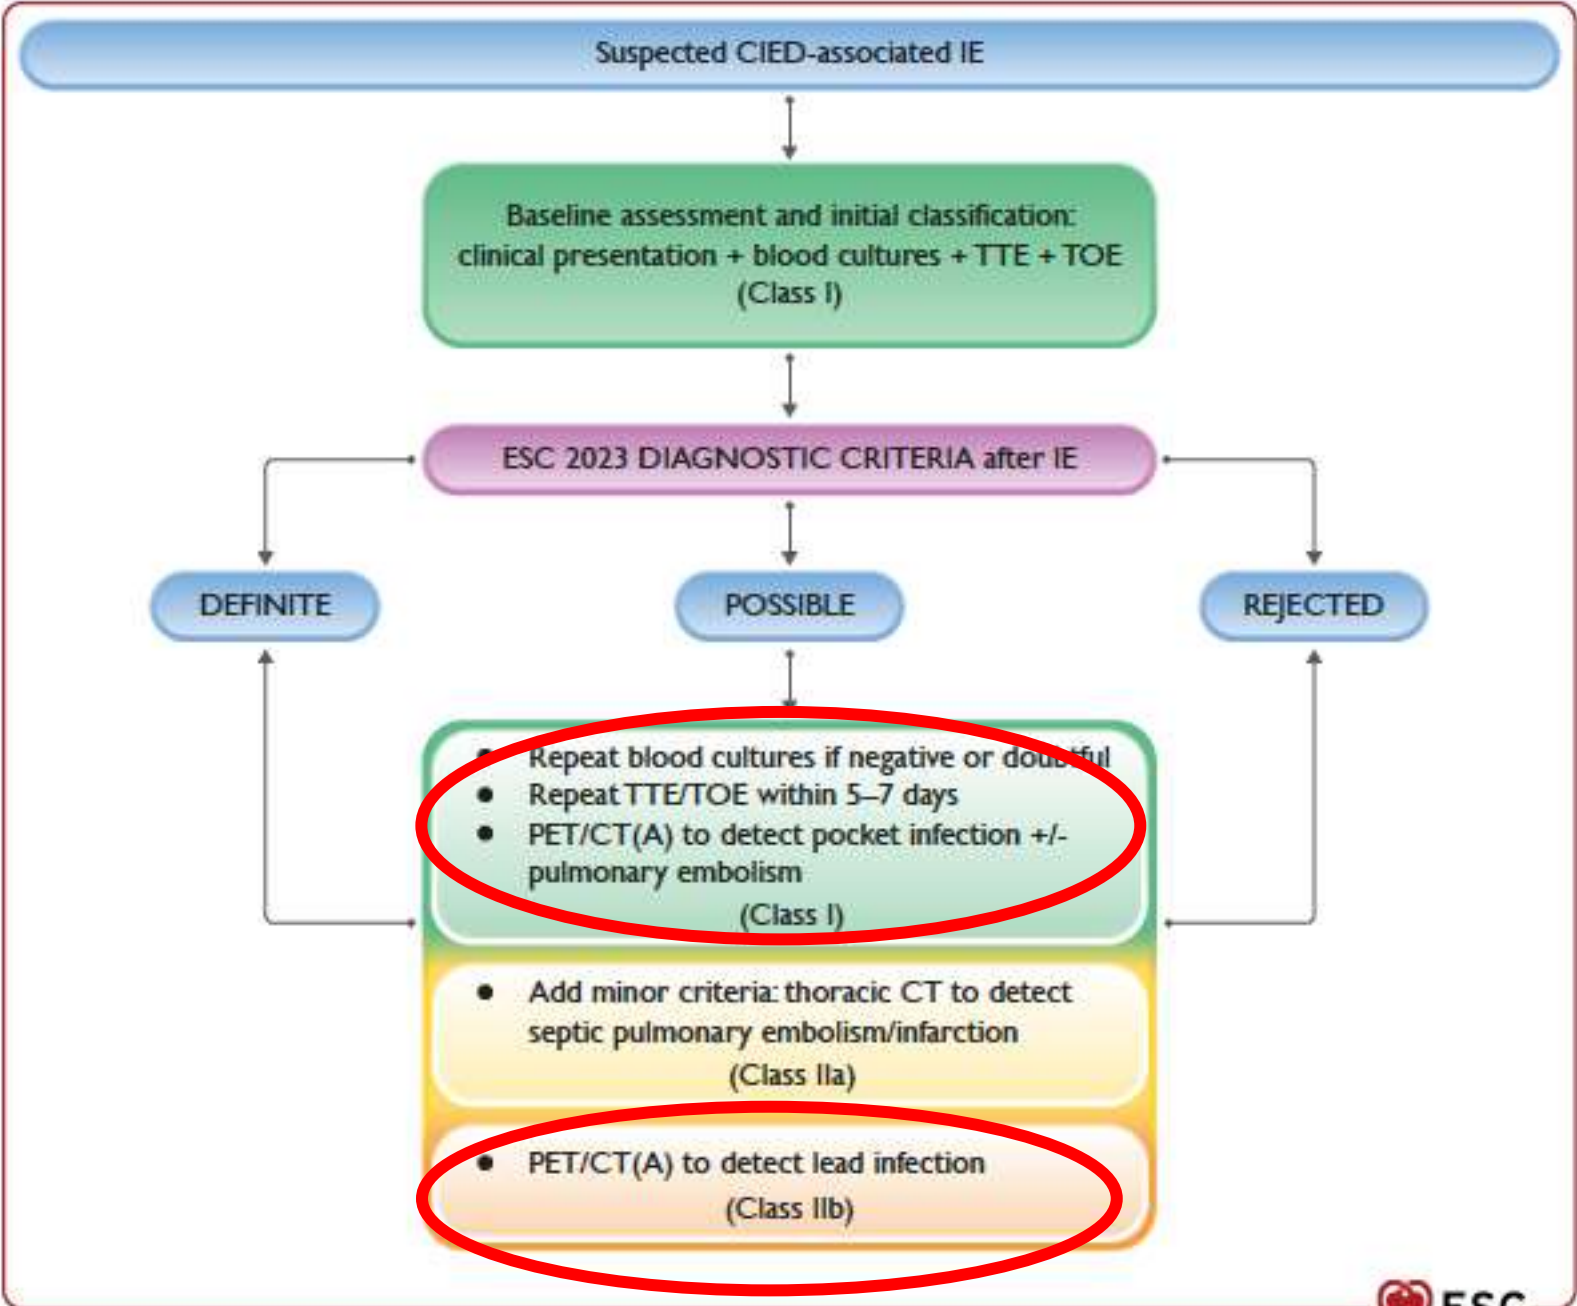 Suspected CIED-associated IE
Baseline assessment and initial classification:
clinical presentation + blood cultures + TTE + TOE
(Class I)
ESC 2023 DIAGNOSTIC CRITERIA after IE
DEFINITE
POSSIBLE
REJECTED
● Repeat blood cultures if negative or doubtful
● Repeat TTE/TOE within 5–7 days
● PET/CT(A) to detect pocket infection +/-
pulmonary embolism
(Class I)
● Add minor criteria: thoracic CT to detect
septic pulmonary embolism/infarction
(Class IIa)
● PET/CT(A) to detect lead infection
(Class IIb)
ESC